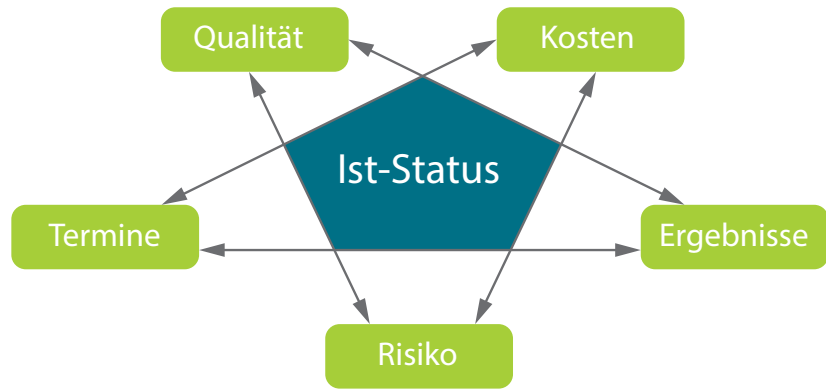 Qualität
Kosten
Ist-Status
Termine
Ergebnisse
Risiko